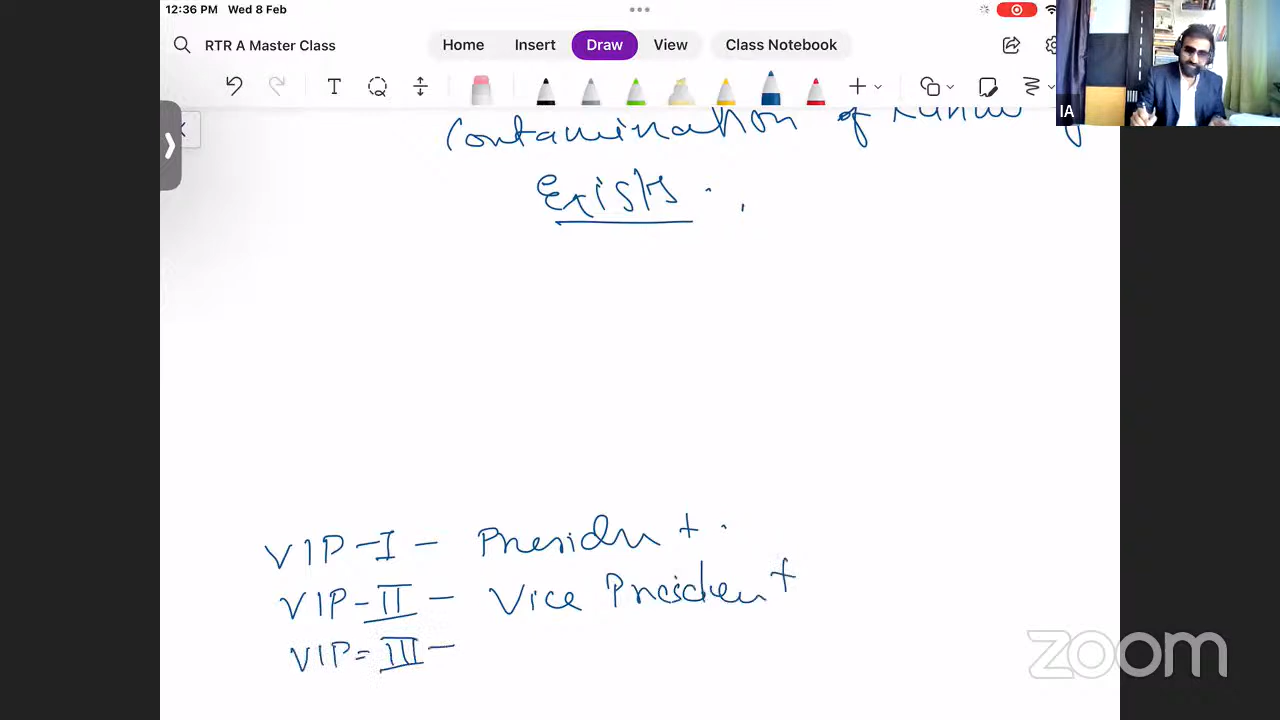 12:36 PM Wed 8 Feb
RTR A Master Class Home Insert Draw View Class Notebook
T
IA
Contamination of
Exists.
VIP-I - President.
VIP-II - Vice President
VIP-III -
zoom